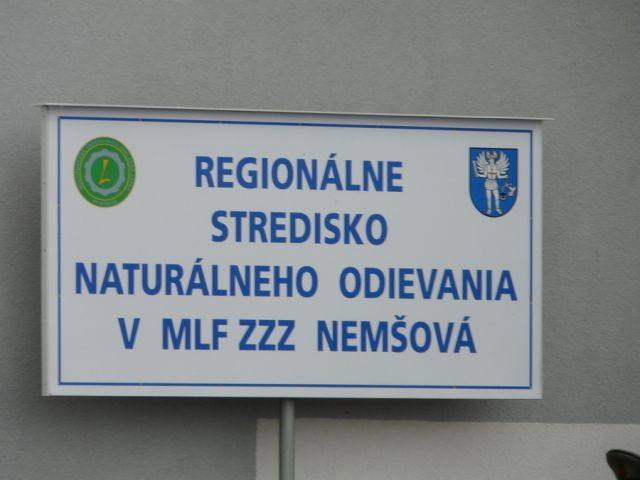 REGIONÁLNE
STREDISKO
NATURÁLNEHO ODIEVANIA
V MLF ZZZ NEMŠOVÁ